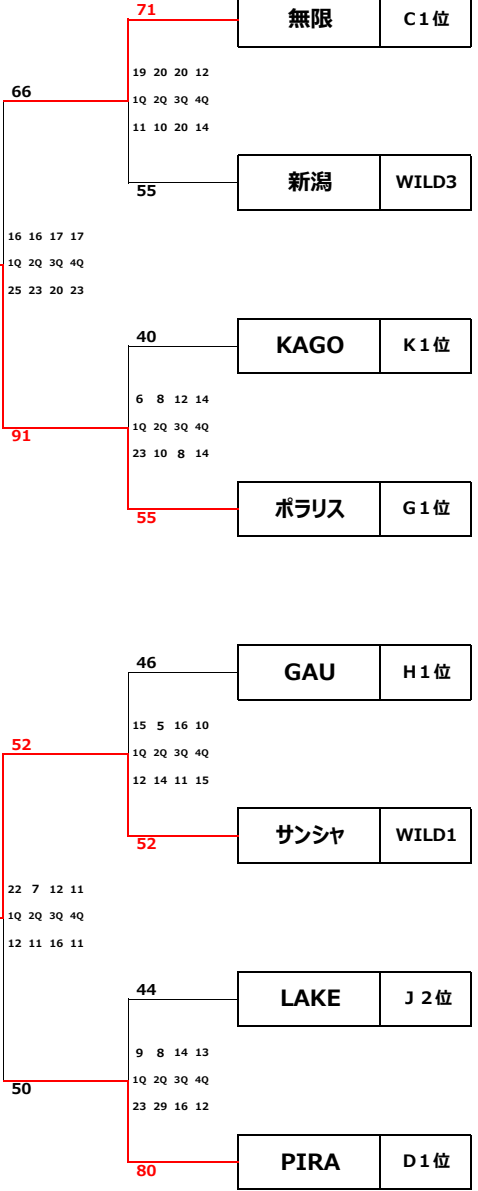 71
無限 C1位
19 20 20 12
66
1Q 2Q 3Q 4Q
11 10 20 14
新潟 WILD3
55
16 16 17 17
1Q 2Q 3Q 4Q
25 23 20 23
40
KAGO K1位
6 8 12 14
1Q 2Q 3Q 4Q
91
23 10 8 14
ポラリス G1位
55
46
GAU H1位
15 5 16 10
52
1Q 2Q 3Q 4Q
12 14 11 15
サンシャ WILD1
52
22 7 12 11
1Q 2Q 3Q 4Q
12 11 16 11
44
LAKE J 2位
9 8 14 13
1Q 2Q 3Q 4Q
50
23 29 16 12
PIRA D1位
80